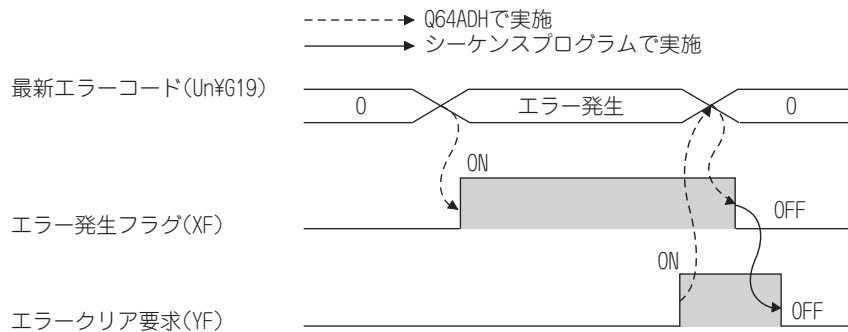 Q64ADHで実施
シーケンスプログラムで実施
最新エラーコード(Un¥G19)
0 エラー発生 0
ON
エラー発生フラグ(XF)
OFF
ON
エラークリア要求(YF)
OFF